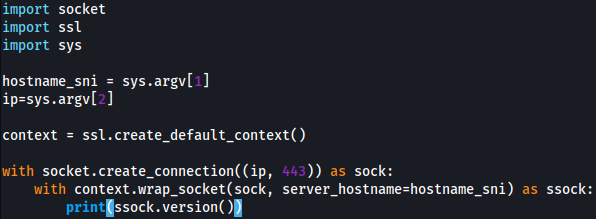 import socket
import ssl
import sys
hostname_sni = sys.argv[1]
ip=sys.argv[2]
context = ssl.create_default_context()
with socket.create_connection((ip, 443)) as sock:
    with context.wrap_socket(sock, server_hostname=hostname_sni) as ssock:
        print(ssock.version())